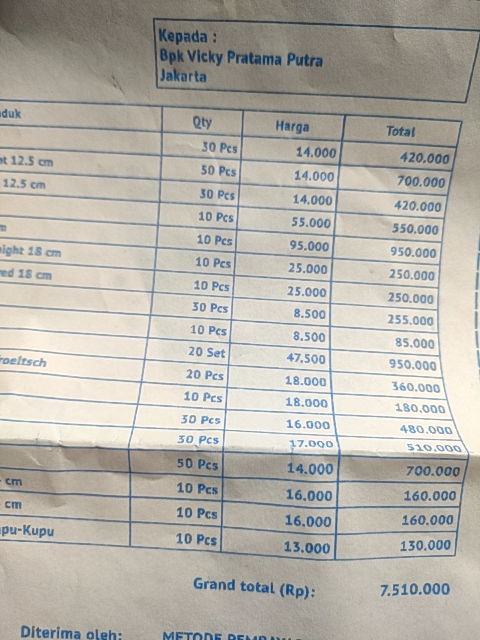 Kepada :
Bpk Vicky Pratama Putra
Jakarta
duk Qty Harga Total
30 Pcs 14.000 420.000
ht 12.5 cm 50 Pcs 14.000 700.000
12.5 cm 30 Pcs 14.000 420.000
10 Pcs 55.000 550.000
m 10 Pcs 95.000 950.000
ight 18 cm 10 Pcs 25.000 250.000
ed 18 cm 10 Pcs 25.000 250.000
30 Pcs 8.500 255.000
10 Pcs 8.500 85.000
20 Set 47.500 950.000
roeltsch 20 Pcs 18.000 360.000
10 Pcs 18.000 180.000
30 Pcs 16.000 480.000
30 Pcs 17.000 510.000
50 Pcs 14.000 700.000
cm 10 Pcs 16.000 160.000
cm 10 Pcs 16.000 160.000
pu-Kupu 10 Pcs 13.000 130.000
Grand total (Rp): 7.510.000
Diterima oleh: